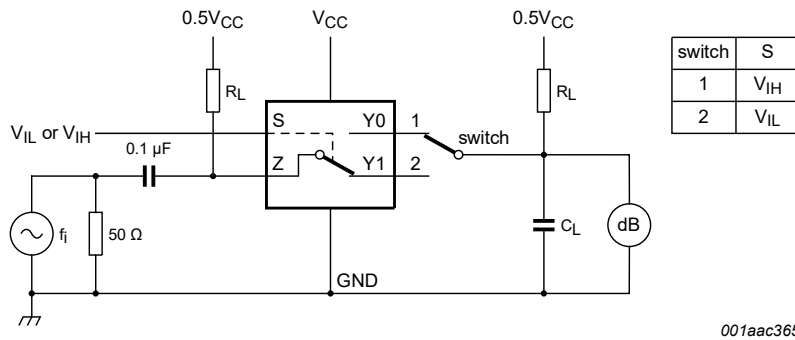 0.5VCC VCC 0.5VCC
switch S
RL RL
1 VIH
S Y0 1
VIL or VIH switch
2 VIL
0.1 µF
Z Y1 2
fi 50 Ω CL dB
GND
001aac365